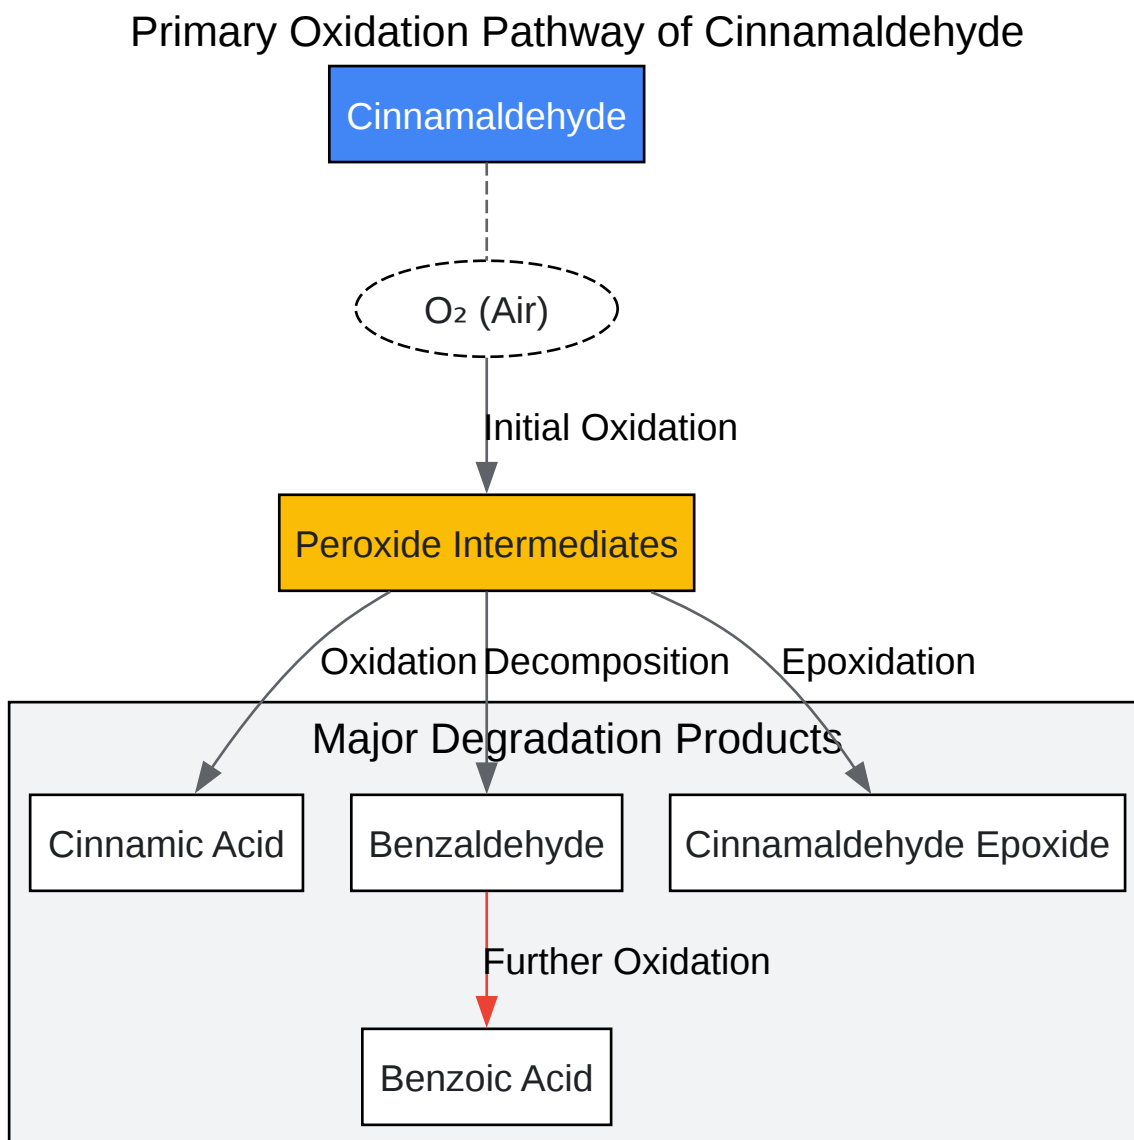 Primary Oxidation Pathway of Cinnamaldehyde
Cinnamaldehyde
O₂ (Air)
Initial Oxidation
Peroxide Intermediates
Oxidation
Decomposition
Epoxidation
Major Degradation Products
Cinnamic Acid
Benzaldehyde
Cinnamaldehyde Epoxide
Further Oxidation
Benzoic Acid